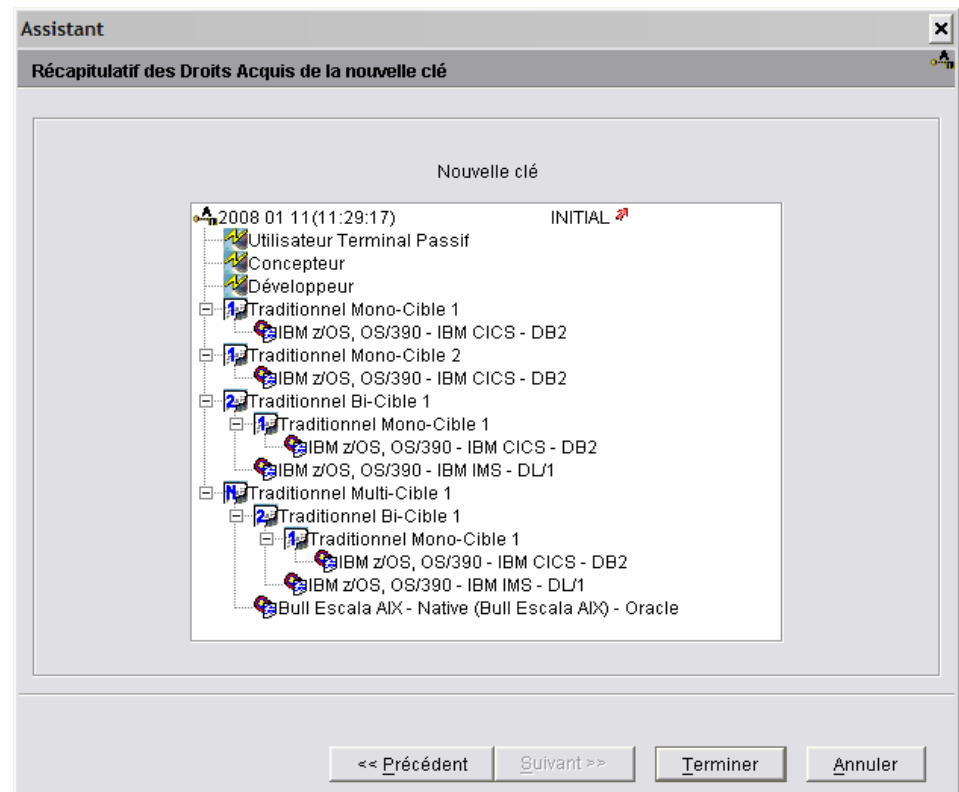 Assistant
Récapitulatif des Droits Acquis de la nouvelle clé
Nouvelle clé
2008 01 11(11:29:17) INITIAL
Utilisateur Terminal Passif
Concepteur
Développeur
Traditionnel Mono-Cible 1
IBM z/OS, OS/390 - IBM CICS - DB2
Traditionnel Mono-Cible 2
IBM z/OS, OS/390 - IBM CICS - DB2
Traditionnel Bi-Cible 1
Traditionnel Mono-Cible 1
IBM z/OS, OS/390 - IBM CICS - DB2
IBM z/OS, OS/390 - IBM IMS - DL/1
Traditionnel Multi-Cible 1
Traditionnel Bi-Cible 1
Traditionnel Mono-Cible 1
IBM z/OS, OS/390 - IBM CICS - DB2
IBM z/OS, OS/390 - IBM IMS - DL/1
Bull Escala AIX - Native (Bull Escala AIX) - Oracle
<< Précédent Suivant >> Terminer Annuler